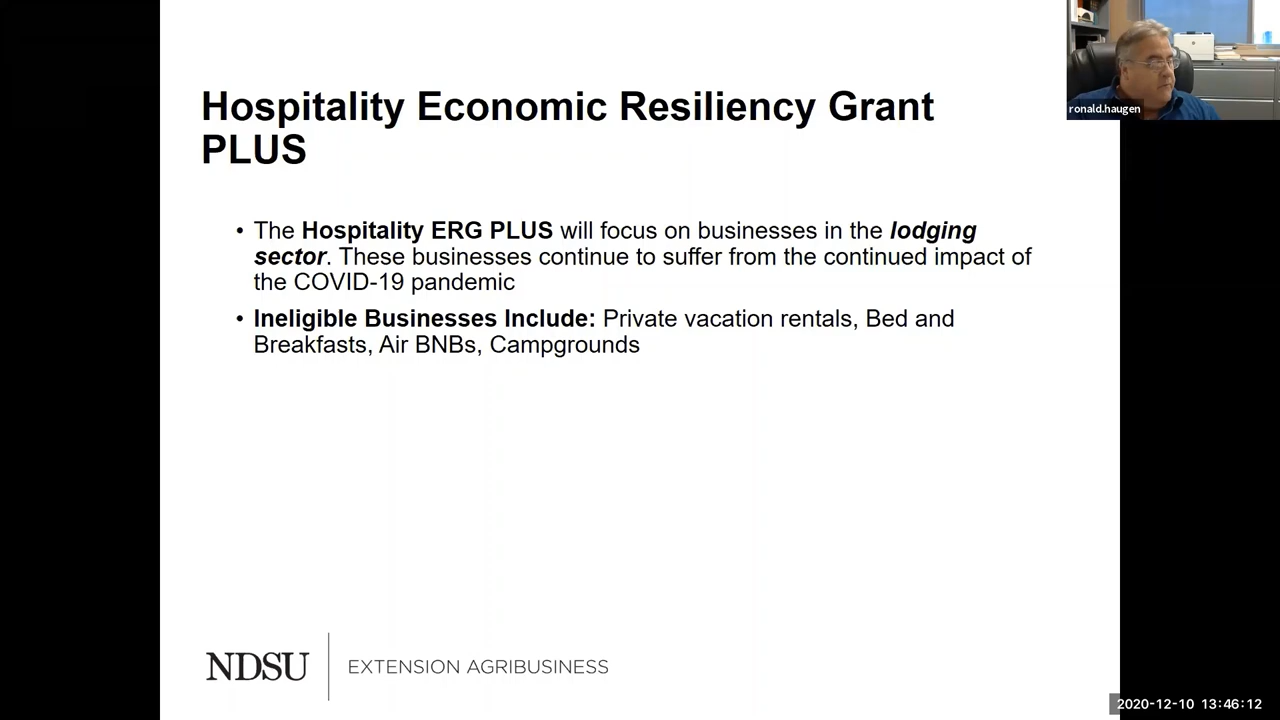 Hospitality Economic Resiliency Grant
PLUS
• The Hospitality ERG PLUS will focus on businesses in the lodging
sector. These businesses continue to suffer from the continued impact of
the COVID-19 pandemic
• Ineligible Businesses Include: Private vacation rentals, Bed and
Breakfasts, Air BNBs, Campgrounds
ronald.haugen
NDSU
EXTENSION AGRIBUSINESS
2020-12-10 13:46:12